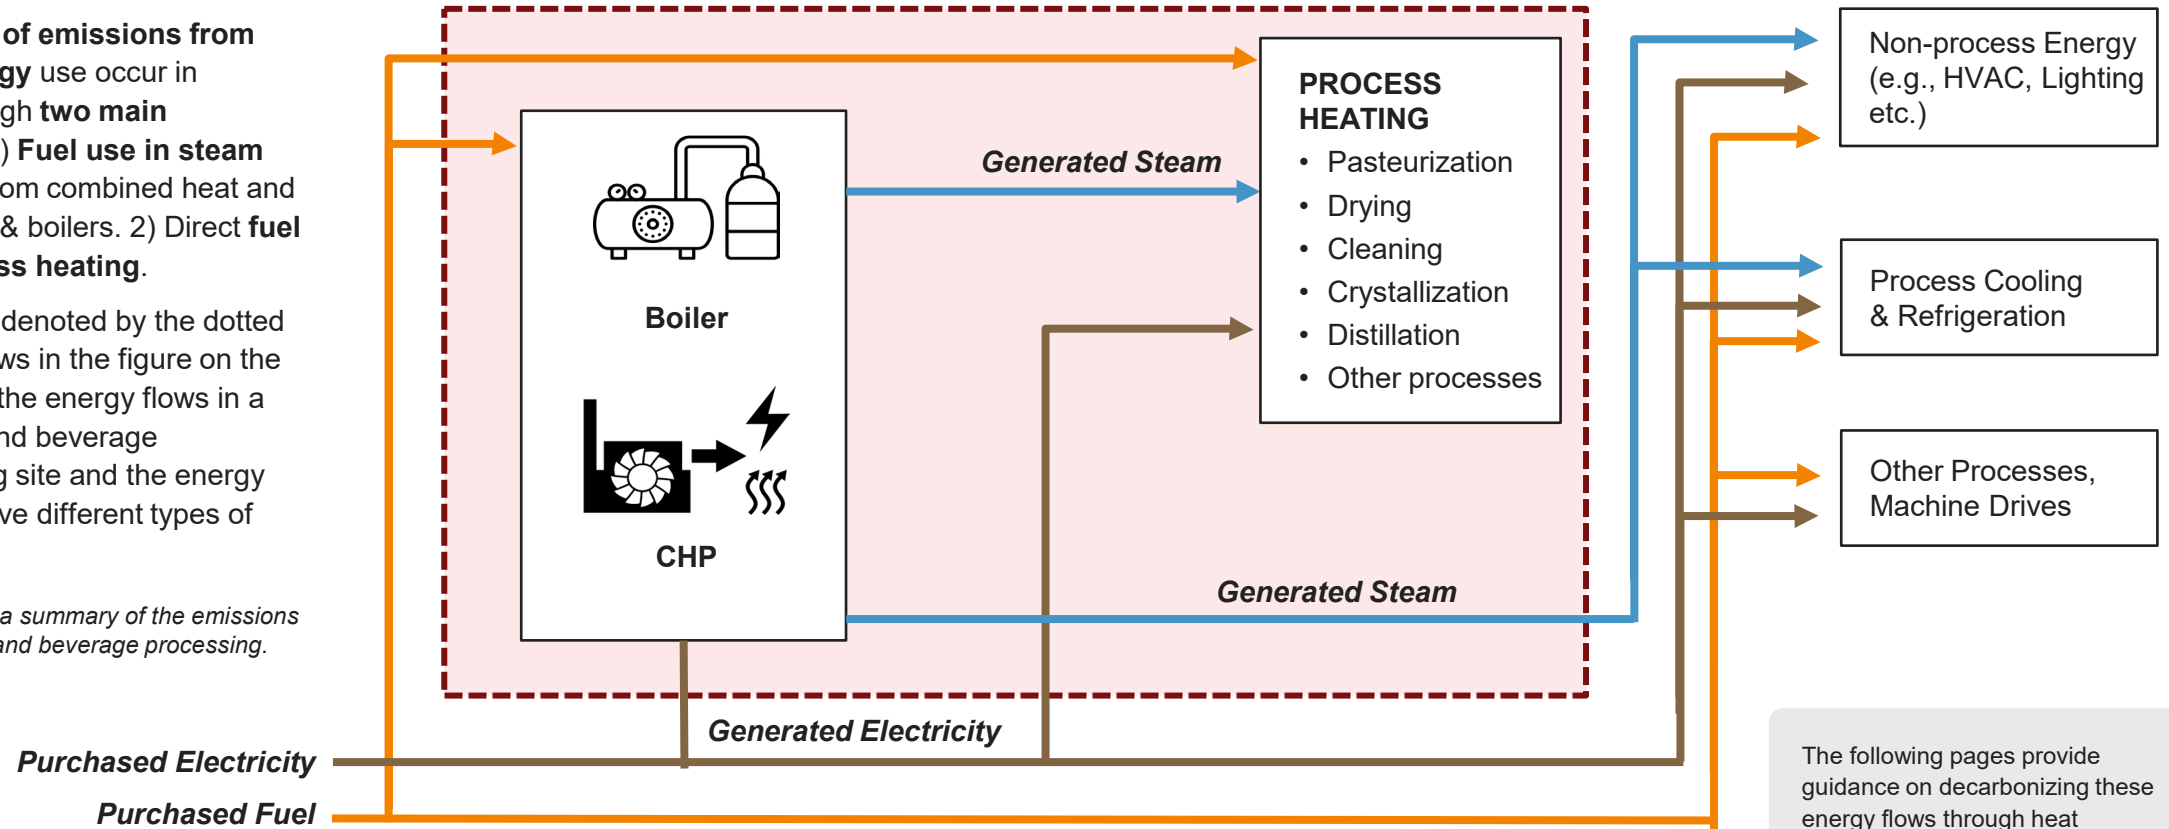 of emissions from
gy use occur in
gh two main
) Fuel use in steam
om combined heat and
& boilers. 2) Direct fuel
ss heating.
denoted by the dotted
ws in the figure on the
the energy flows in a
nd beverage
g site and the energy
ve different types of
a summary of the emissions
and beverage processing.
Purchased Electricity
Purchased Fuel
Boiler
CHP
Generated Steam
Generated Steam
Generated Electricity
PROCESS
HEATING
• Pasteurization
• Drying
• Cleaning
• Crystallization
• Distillation
• Other processes
Non-process Energy
(e.g., HVAC, Lighting
etc.)
Process Cooling
& Refrigeration
Other Processes,
Machine Drives
The following pages provide
guidance on decarbonizing these
energy flows through heat